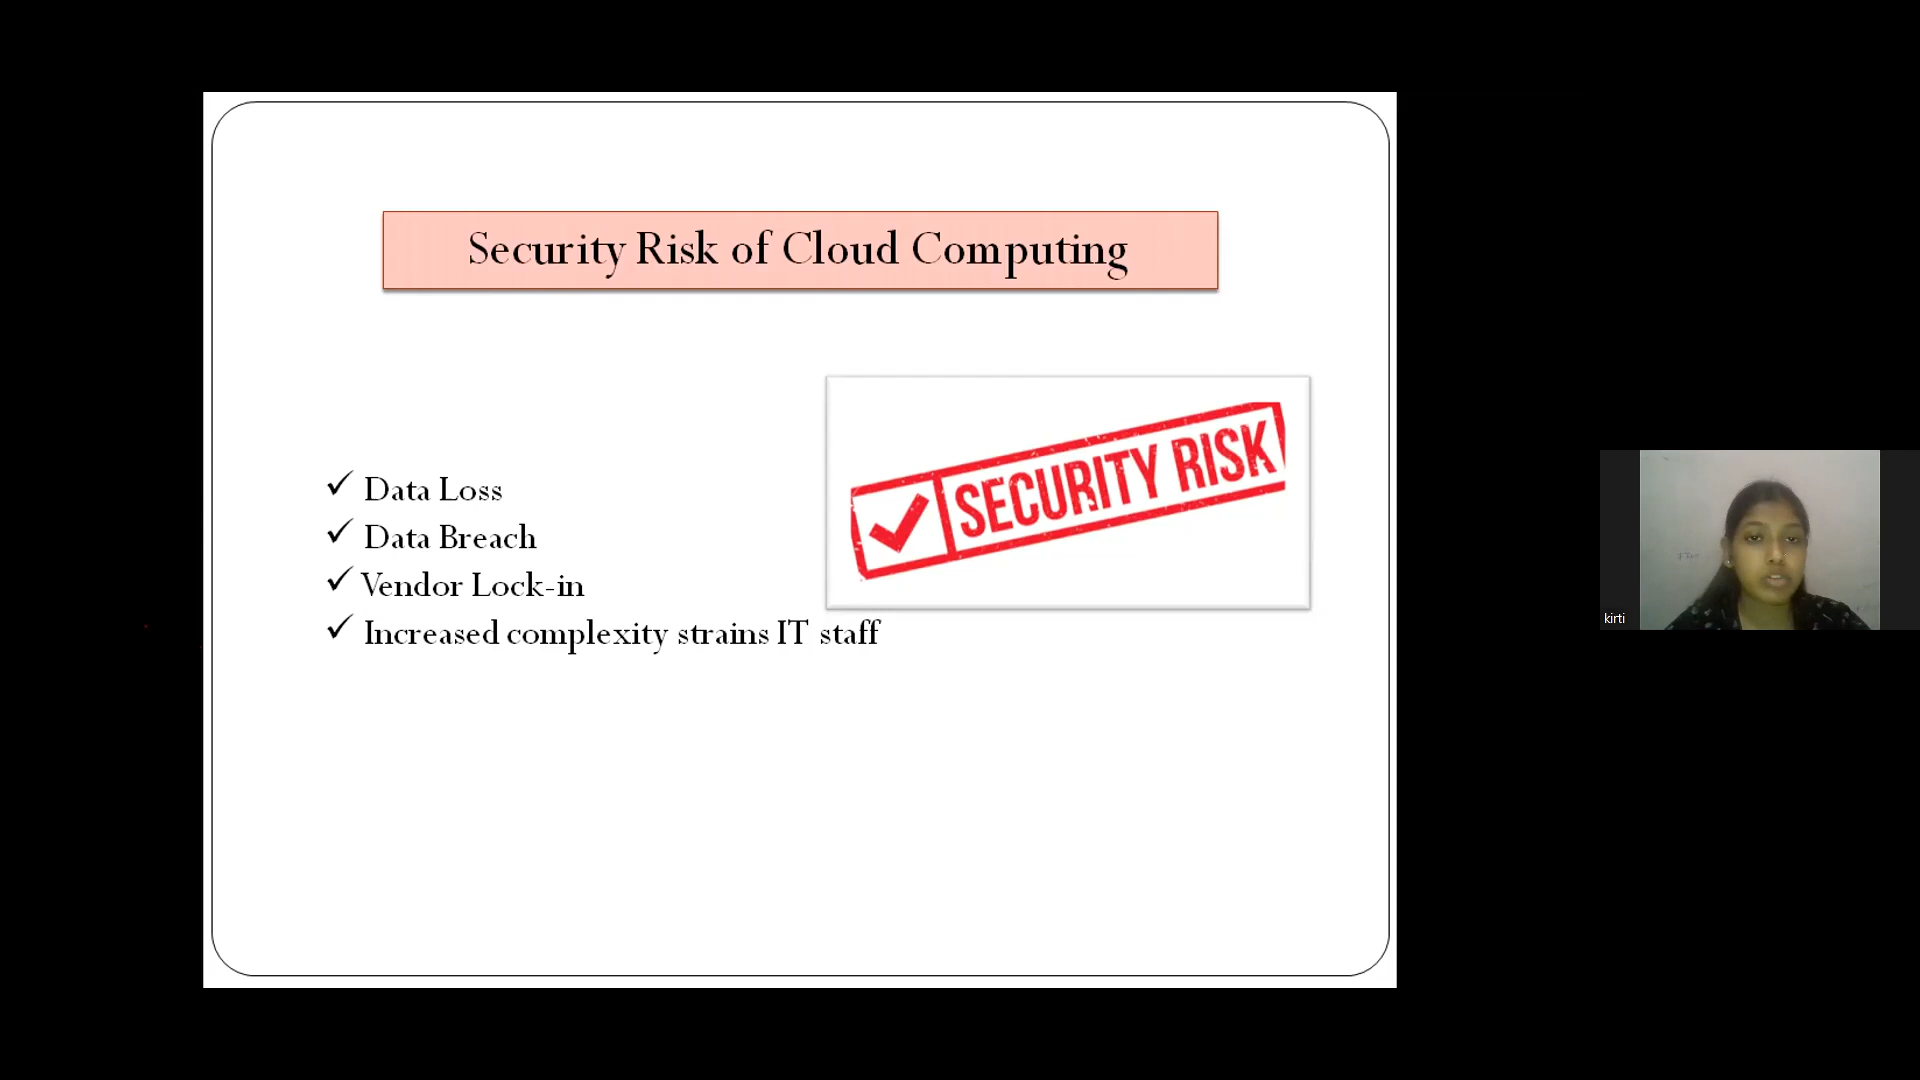 Security Risk of Cloud Computing
SECURITY RISK
✓ Data Loss
✓ Data Breach
✓ Vendor Lock-in
✓ Increased complexity strains IT staff
kirti